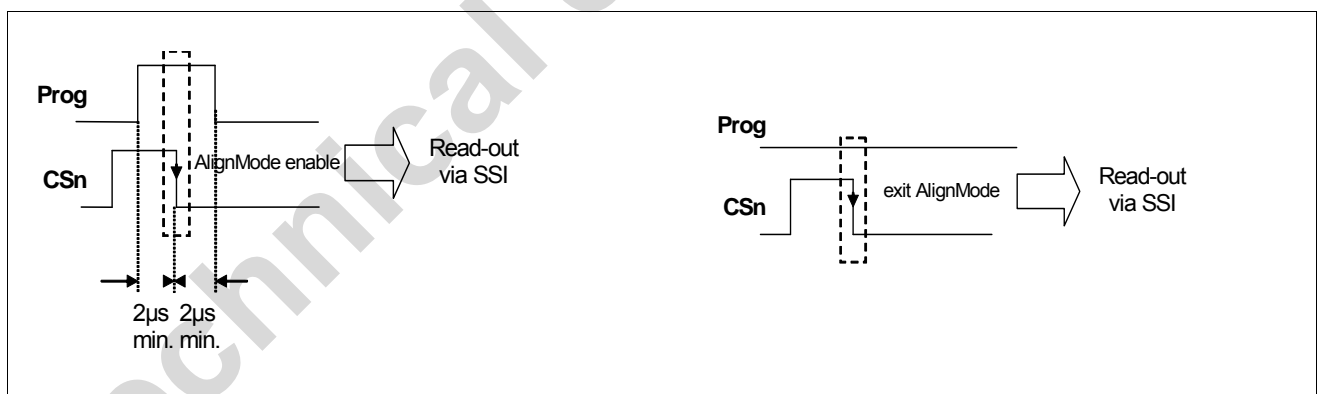 Prog
CSn
AlignMode enable
Read-out
via SSI
2µs 2µs
min. min.
Prog
CSn
exit AlignMode
Read-out
via SSI
echnical